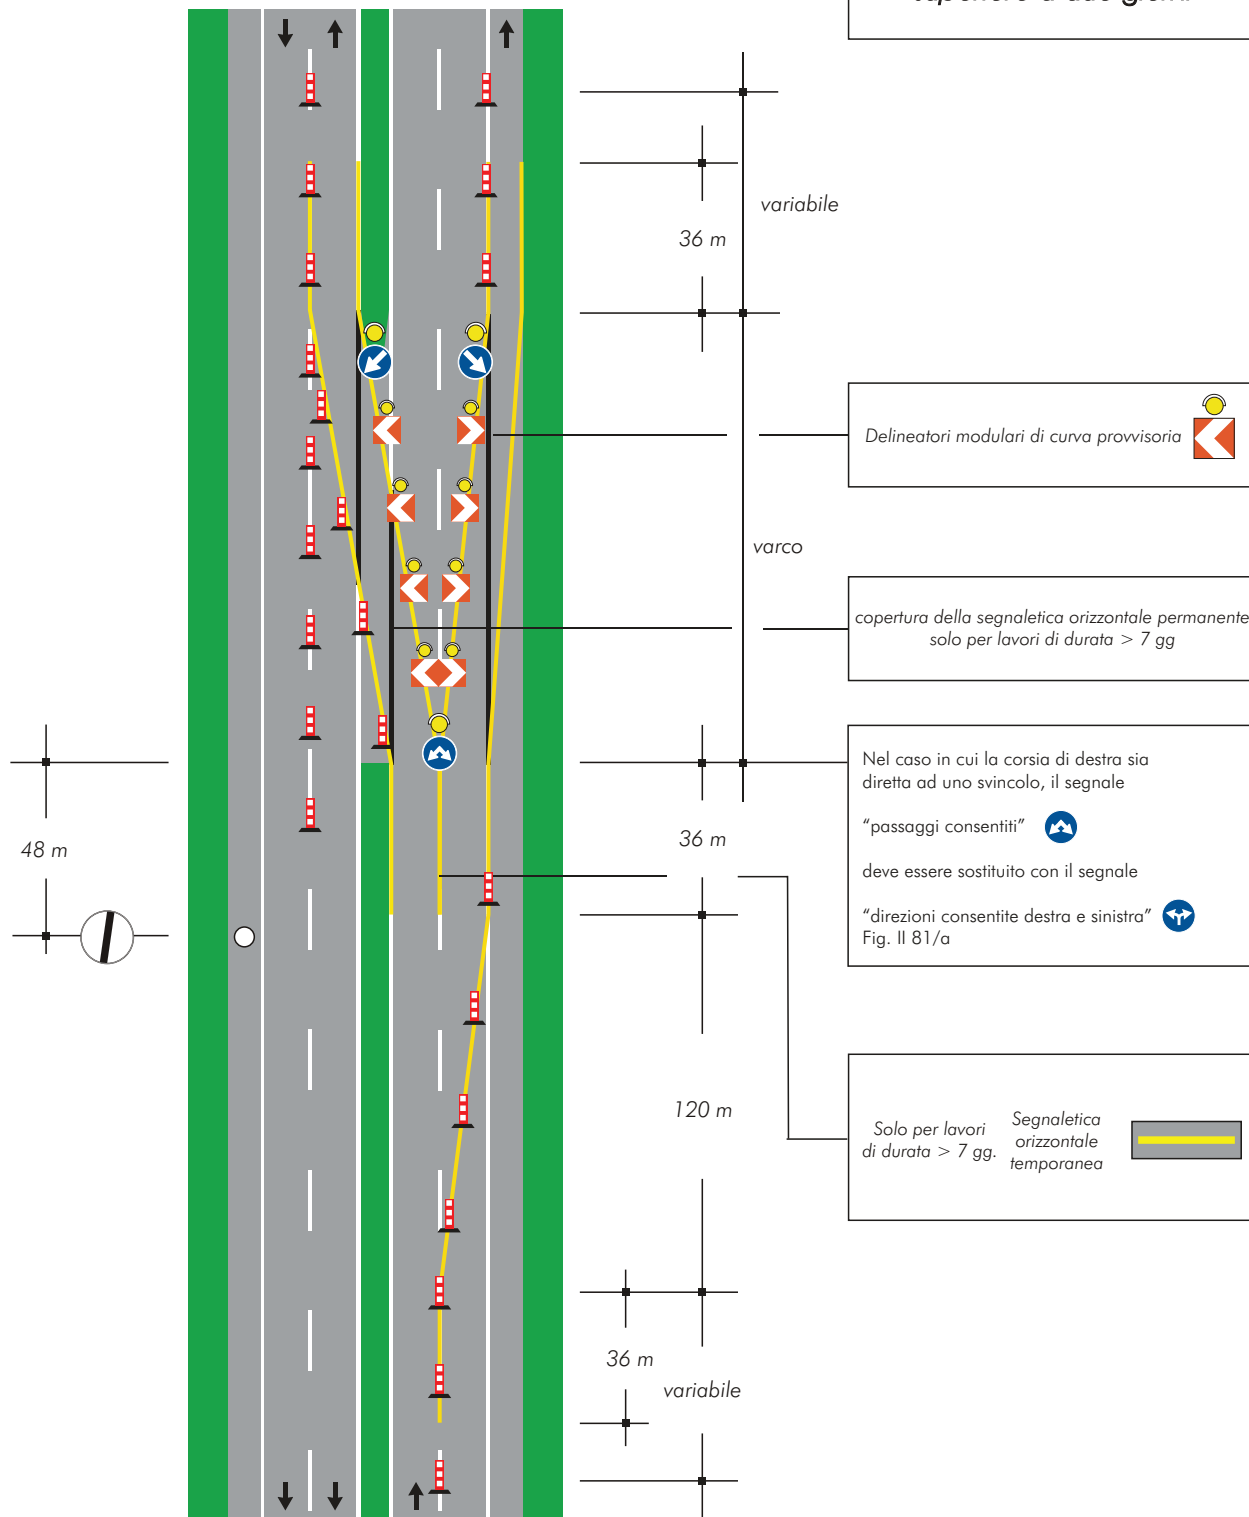 superiore a due giorni
variabile
36 m
Delineatori modulari di curva provvisoria
varco
copertura della segnaletica orizzontale permanente
solo per lavori di durata > 7 gg
Nel caso in cui la corsia di destra sia
diretta ad uno svincolo, il segnale
"passaggi consentiti"
deve essere sostituito con il segnale
"direzioni consentite destra e sinistra"
Fig. II 81/a
48 m
36 m
120 m
Solo per lavori
di durata > 7 gg.
Segnaletica
orizzontale
temporanea
36 m
variabile